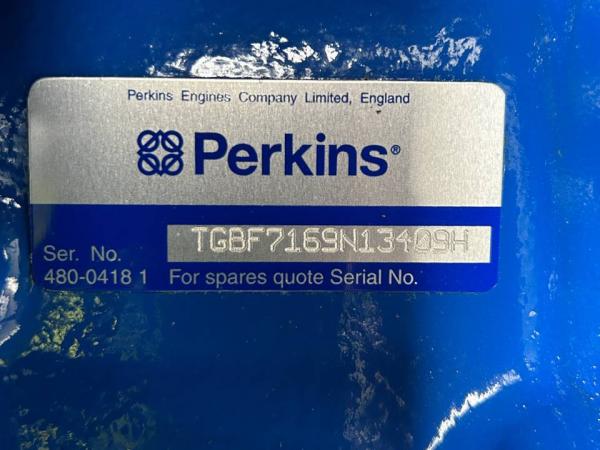 Perkins Engines Company Limited, England
Perkins®
Ser. No. TGBF7169N13409H
480-0418 1 For spares quote Serial No.